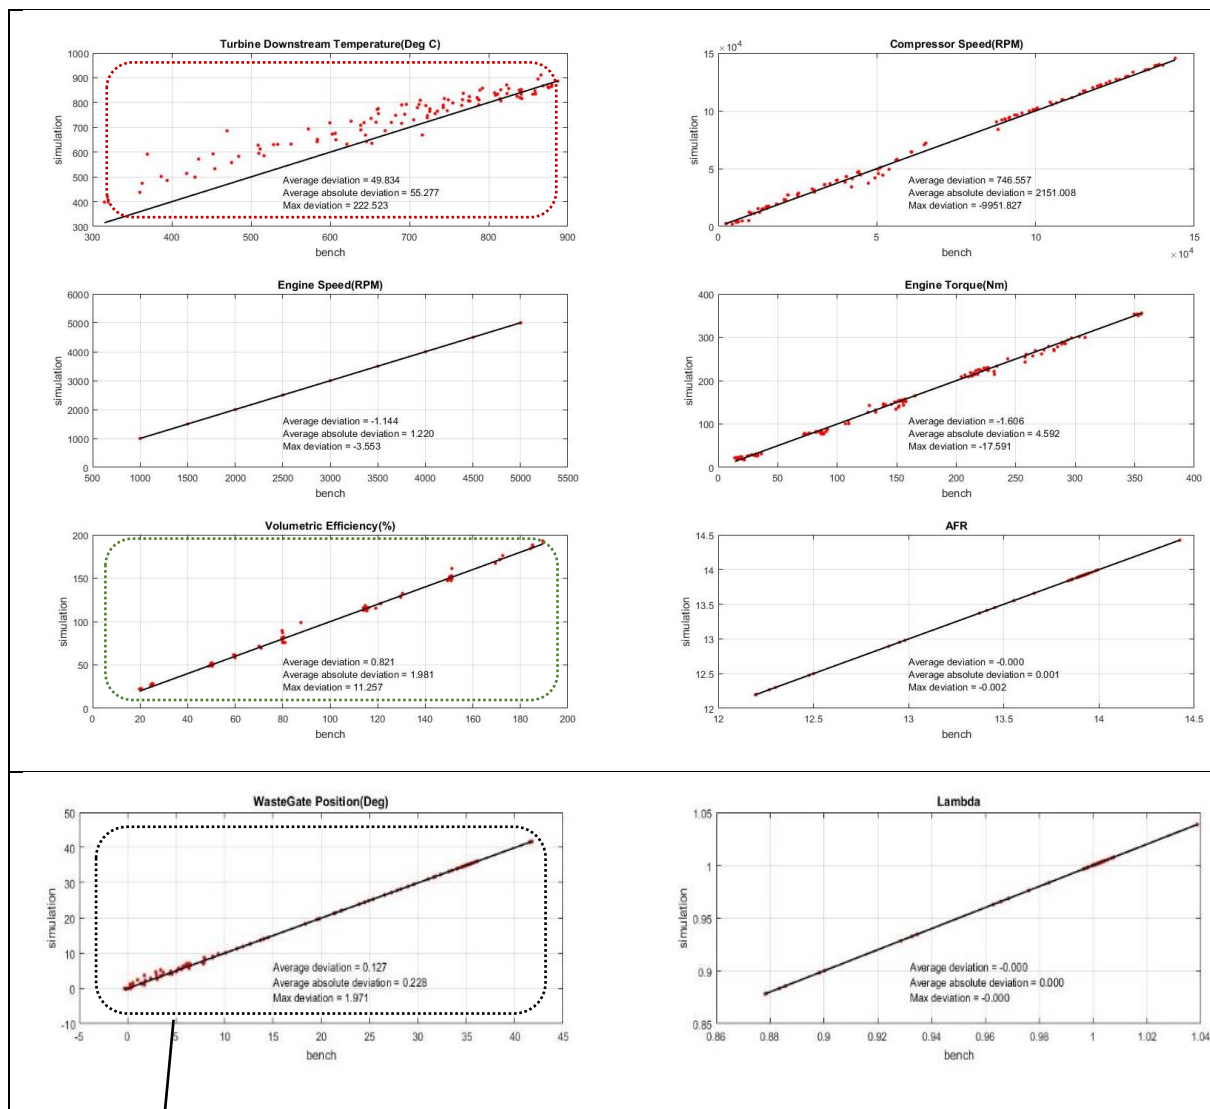 Turbine Downstream Temperature(Deg C)
1000
900
800
700
600
500
400
300
simulation
Average deviation = 49.834
Average absolute deviation = 55.277
Max deviation = 222.523
300 400 500 600 700 800 900
bench
Compressor Speed(RPM)
× 10⁴
15
10
5
0
simulation
Average deviation = 746.557
Average absolute deviation = 2151.008
Max deviation = -9951.827
0 5 10 15
× 10⁴
bench
Engine Speed(RPM)
6000
5000
4000
3000
2000
1000
0
simulation
Average deviation = -1.144
Average absolute deviation = 1.220
Max deviation = -3.553
500 1000 1500 2000 2500 3000 3500 4000 4500 5000 5500
bench
Engine Torque(Nm)
400
300
200
100
0
simulation
Average deviation = -1.606
Average absolute deviation = 4.592
Max deviation = -17.591
0 50 100 150 200 250 300 350 400
bench
Volumetric Efficiency(%)
200
150
100
50
0
simulation
Average deviation = 0.821
Average absolute deviation = 1.981
Max deviation = 11.257
0 20 40 60 80 100 120 140 160 180 200
bench
AFR
14.5
14
13.5
13
12.5
12
simulation
Average deviation = -0.000
Average absolute deviation = 0.001
Max deviation = -0.002
12 12.5 13 13.5 14 14.5
bench
WasteGate Position(Deg)
50
40
30
20
10
0
-10
simulation
Average deviation = 0.127
Average absolute deviation = 0.228
Max deviation = 1.971
-5 0 5 10 15 20 25 30 35 40 45
bench
Lambda
1.05
1
0.95
0.9
0.85
simulation
Average deviation = -0.000
Average absolute deviation = 0.000
Max deviation = -0.000
0.86 0.88 0.9 0.92 0.94 0.96 0.98 1 1.02 1.04
bench